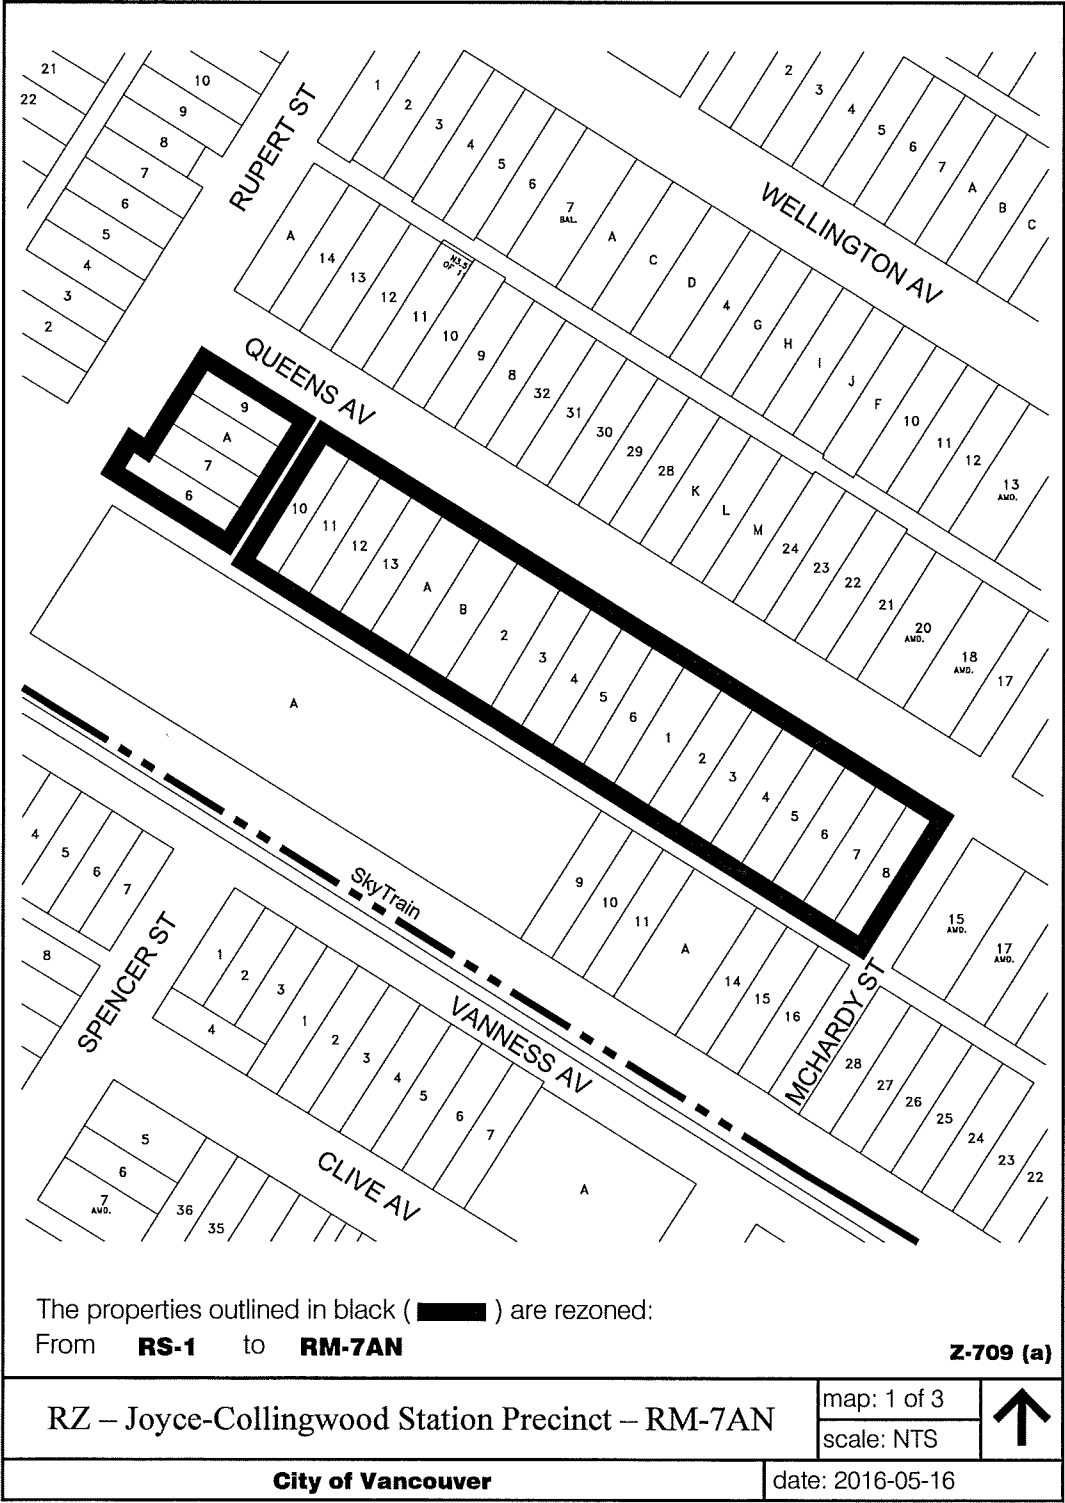 21
22
10
9
8
7
6
5
4
3
2
RUPERT ST
1
2
3
4
5
6
7
BAL.
A
C
D
4
G
H
I
J
F
10
11
12
13
AMD.
2
3
4
5
6
7
A
B
C
WELLINGTON AV
A
14
13
12
11
N3.5
OF 11
10
9
8
32
31
30
29
28
K
L
M
24
23
22
21
20
AMD.
18
AMD.
17
QUEENS AV
9
A
7
6
10
11
12
13
A
B
2
3
4
5
6
1
2
3
4
5
6
7
8
A
9
10
11
A
14
15
16
15
AMD.
17
AMD.
MCHARDY ST
28
27
26
25
24
23
22
SkyTrain
VANNESS AV
4
5
6
7
8
SPENCER ST
1
2
3
4
1
2
3
4
5
6
7
A
CLIVE AV
5
6
7
AMD.
36
35
The properties outlined in black ( ) are rezoned:
From RS-1 to RM-7AN
Z-709 (a)
RZ – Joyce-Collingwood Station Precinct – RM-7AN
map: 1 of 3
scale: NTS
City of Vancouver
date: 2016-05-16